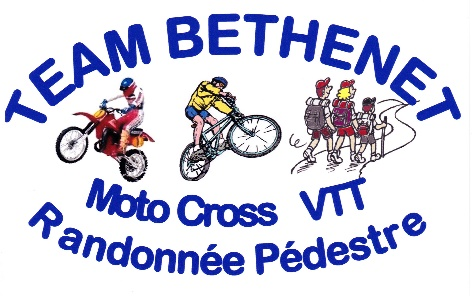 TEAM BETHENET
Moto Cross VTT
Randonnée Pédestre